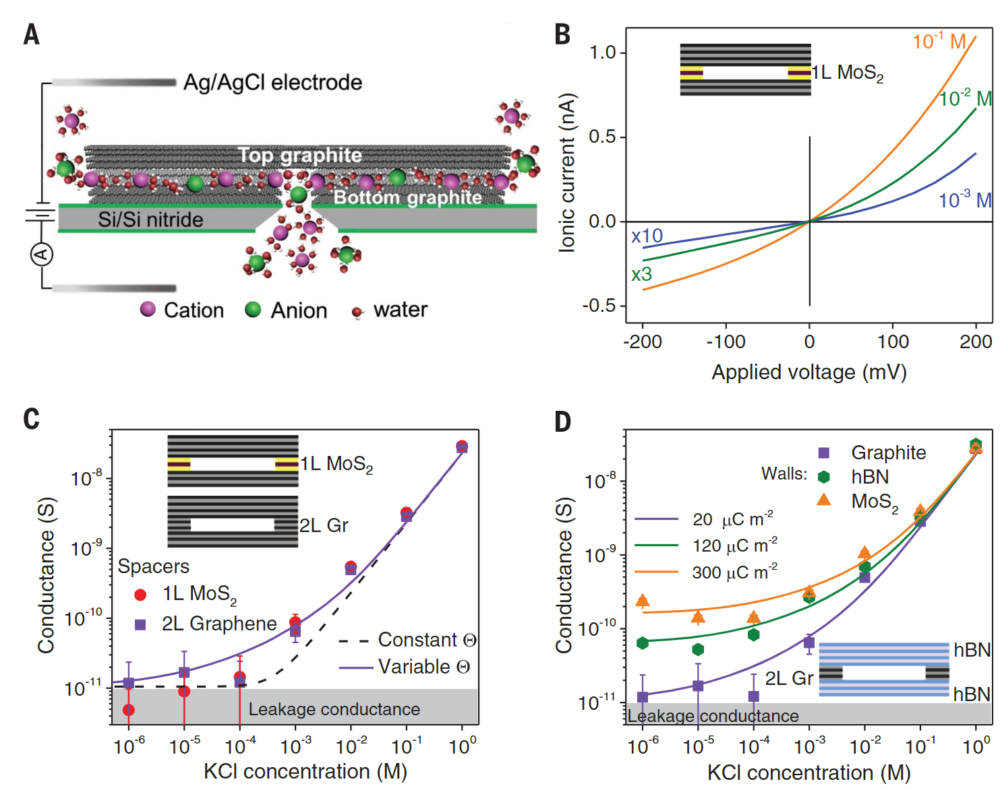 A
Ag/AgCl electrode
Top graphite
Bottom graphite
Si/Si nitride
A
Cation
Anion
water
B
Ionic current (nA)
1.0
0.5
0.0
-0.5
1L MoS₂
10⁻¹ M
10⁻² M
10⁻³ M
x10
x3
-200
-100
0
100
200
Applied voltage (mV)
C
Conductance (S)
10⁻⁸
10⁻⁹
10⁻¹⁰
10⁻¹¹
1L MoS₂
2L Gr
Spacers
1L MoS₂
2L Graphene
Constant Θ
Variable Θ
Leakage conductance
10⁻⁶
10⁻⁵
10⁻⁴
10⁻³
10⁻²
10⁻¹
10⁰
KCl concentration (M)
D
Conductance (S)
10⁻⁸
10⁻⁹
10⁻¹⁰
10⁻¹¹
Walls:
Graphite
hBN
MoS₂
20 μC m⁻²
120 μC m⁻²
300 μC m⁻²
hBN
2L Gr
hBN
Leakage conductance
10⁻⁶
10⁻⁵
10⁻⁴
10⁻³
10⁻²
10⁻¹
10⁰
KCl concentration (M)